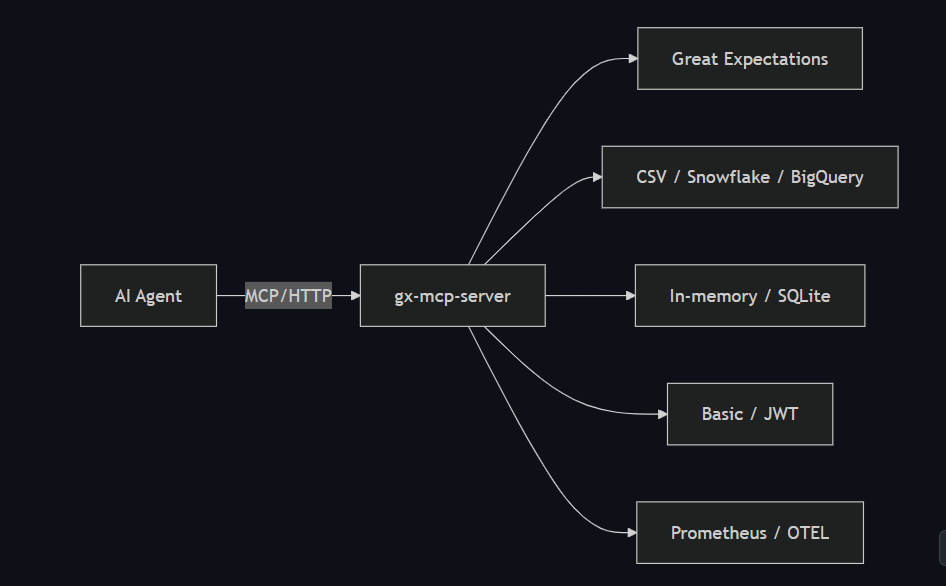 Great Expectations
CSV / Snowflake / BigQuery
AI Agent
MCP/HTTP
gx-mcp-server
In-memory / SQLite
Basic / JWT
Prometheus / OTEL